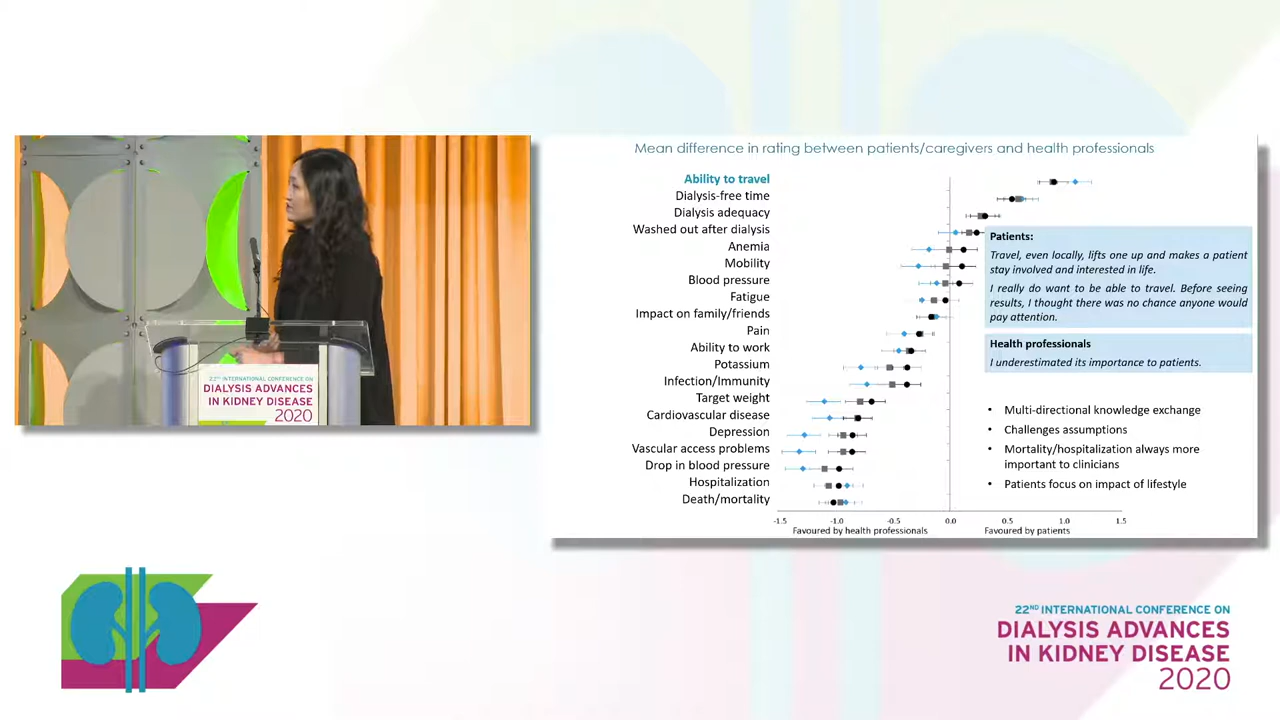 22ND INTERNATIONAL CONFERENCE ON
DIALYSIS ADVANCES
IN KIDNEY DISEASE
2020
Mean difference in rating between patients/caregivers and health professionals
Ability to travel
Dialysis-free time
Dialysis adequacy
Washed out after dialysis
Anemia
Mobility
Blood pressure
Fatigue
Impact on family/friends
Pain
Ability to work
Potassium
Infection/Immunity
Target weight
Cardiovascular disease
Depression
Vascular access problems
Drop in blood pressure
Hospitalization
Death/mortality
-1.5 -1.0 -0.5 0.0 0.5 1.0 1.5
Favoured by health professionals Favoured by patients
Patients:
Travel, even locally, lifts one up and makes a patient
stay involved and interested in life.
I really do want to be able to travel. Before seeing
results, I thought there was no chance anyone would
pay attention.
Health professionals
I underestimated its importance to patients.
• Multi-directional knowledge exchange
• Challenges assumptions
• Mortality/hospitalization always more
important to clinicians
• Patients focus on impact of lifestyle
22ND INTERNATIONAL CONFERENCE ON
DIALYSIS ADVANCES
IN KIDNEY DISEASE
2020